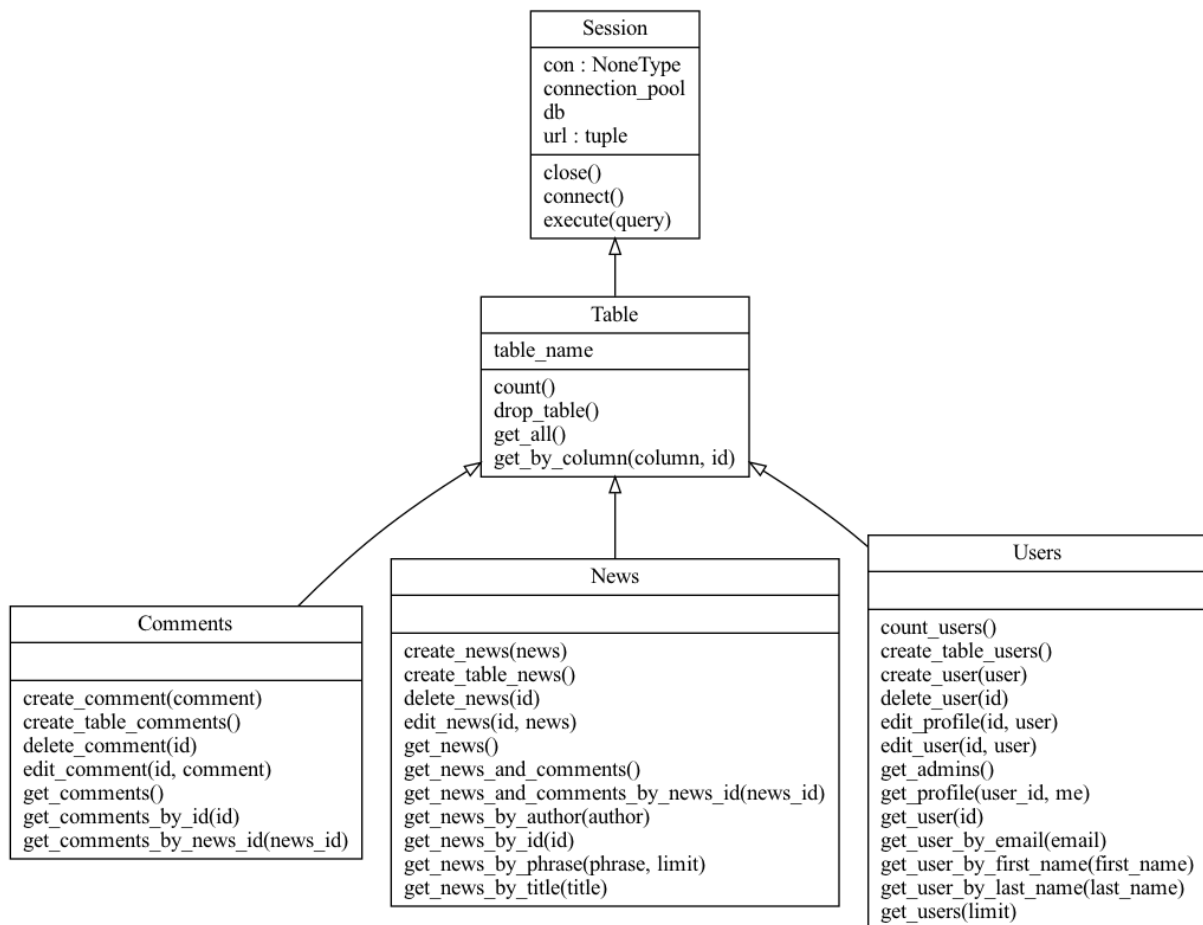 Session
con : NoneType
connection_pool
db
url : tuple
close()
connect()
execute(query)
Table
table_name
count()
drop_table()
get_all()
get_by_column(column, id)
Comments
create_comment(comment)
create_table_comments()
delete_comment(id)
edit_comment(id, comment)
get_comments()
get_comments_by_id(id)
get_comments_by_news_id(news_id)
News
create_news(news)
create_table_news()
delete_news(id)
edit_news(id, news)
get_news()
get_news_and_comments()
get_news_and_comments_by_news_id(news_id)
get_news_by_author(author)
get_news_by_id(id)
get_news_by_phrase(phrase, limit)
get_news_by_title(title)
Users
count_users()
create_table_users()
create_user(user)
delete_user(id)
edit_profile(id, user)
edit_user(id, user)
get_admins()
get_profile(user_id, me)
get_user(id)
get_user_by_email(email)
get_user_by_first_name(first_name)
get_user_by_last_name(last_name)
get_users(limit)